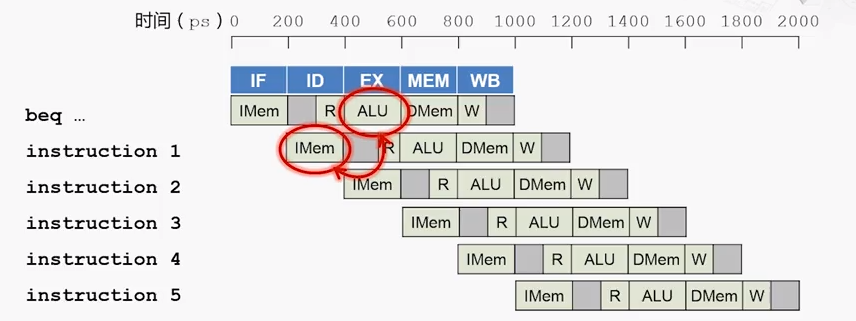 时间（ps） 0 200 400 600 800 1000 1200 1400 1600 1800 2000
IF ID EX MEM WB
beq … IMem R ALU DMem W
instruction 1 IMem R ALU DMem W
instruction 2 IMem R ALU DMem W
instruction 3 IMem R ALU DMem W
instruction 4 IMem R ALU DMem W
instruction 5 IMem R ALU DMem W